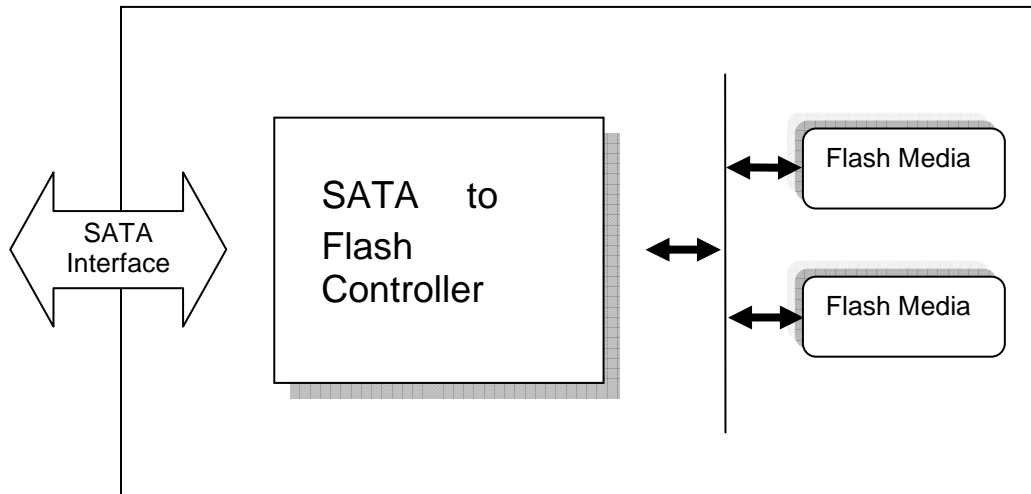 SATA
Interface
SATA to
Flash
Controller
Flash Media
Flash Media